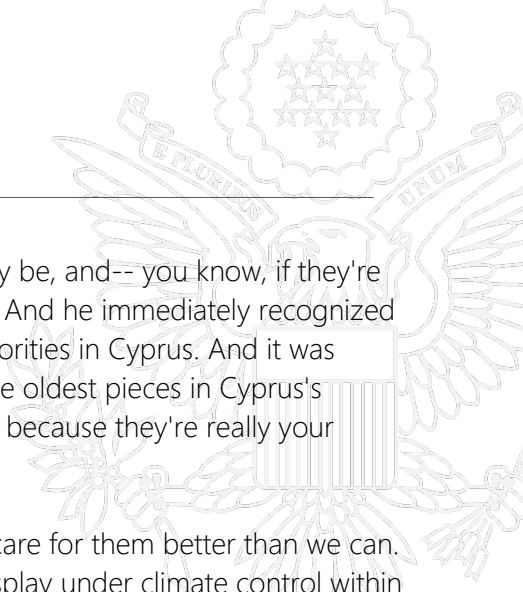 E PLURIBUS UNUM
y be, and-- you know, if they're
And he immediately recognized
orities in Cyprus. And it was
e oldest pieces in Cyprus's
because they're really your
care for them better than we can.
splay under climate control within